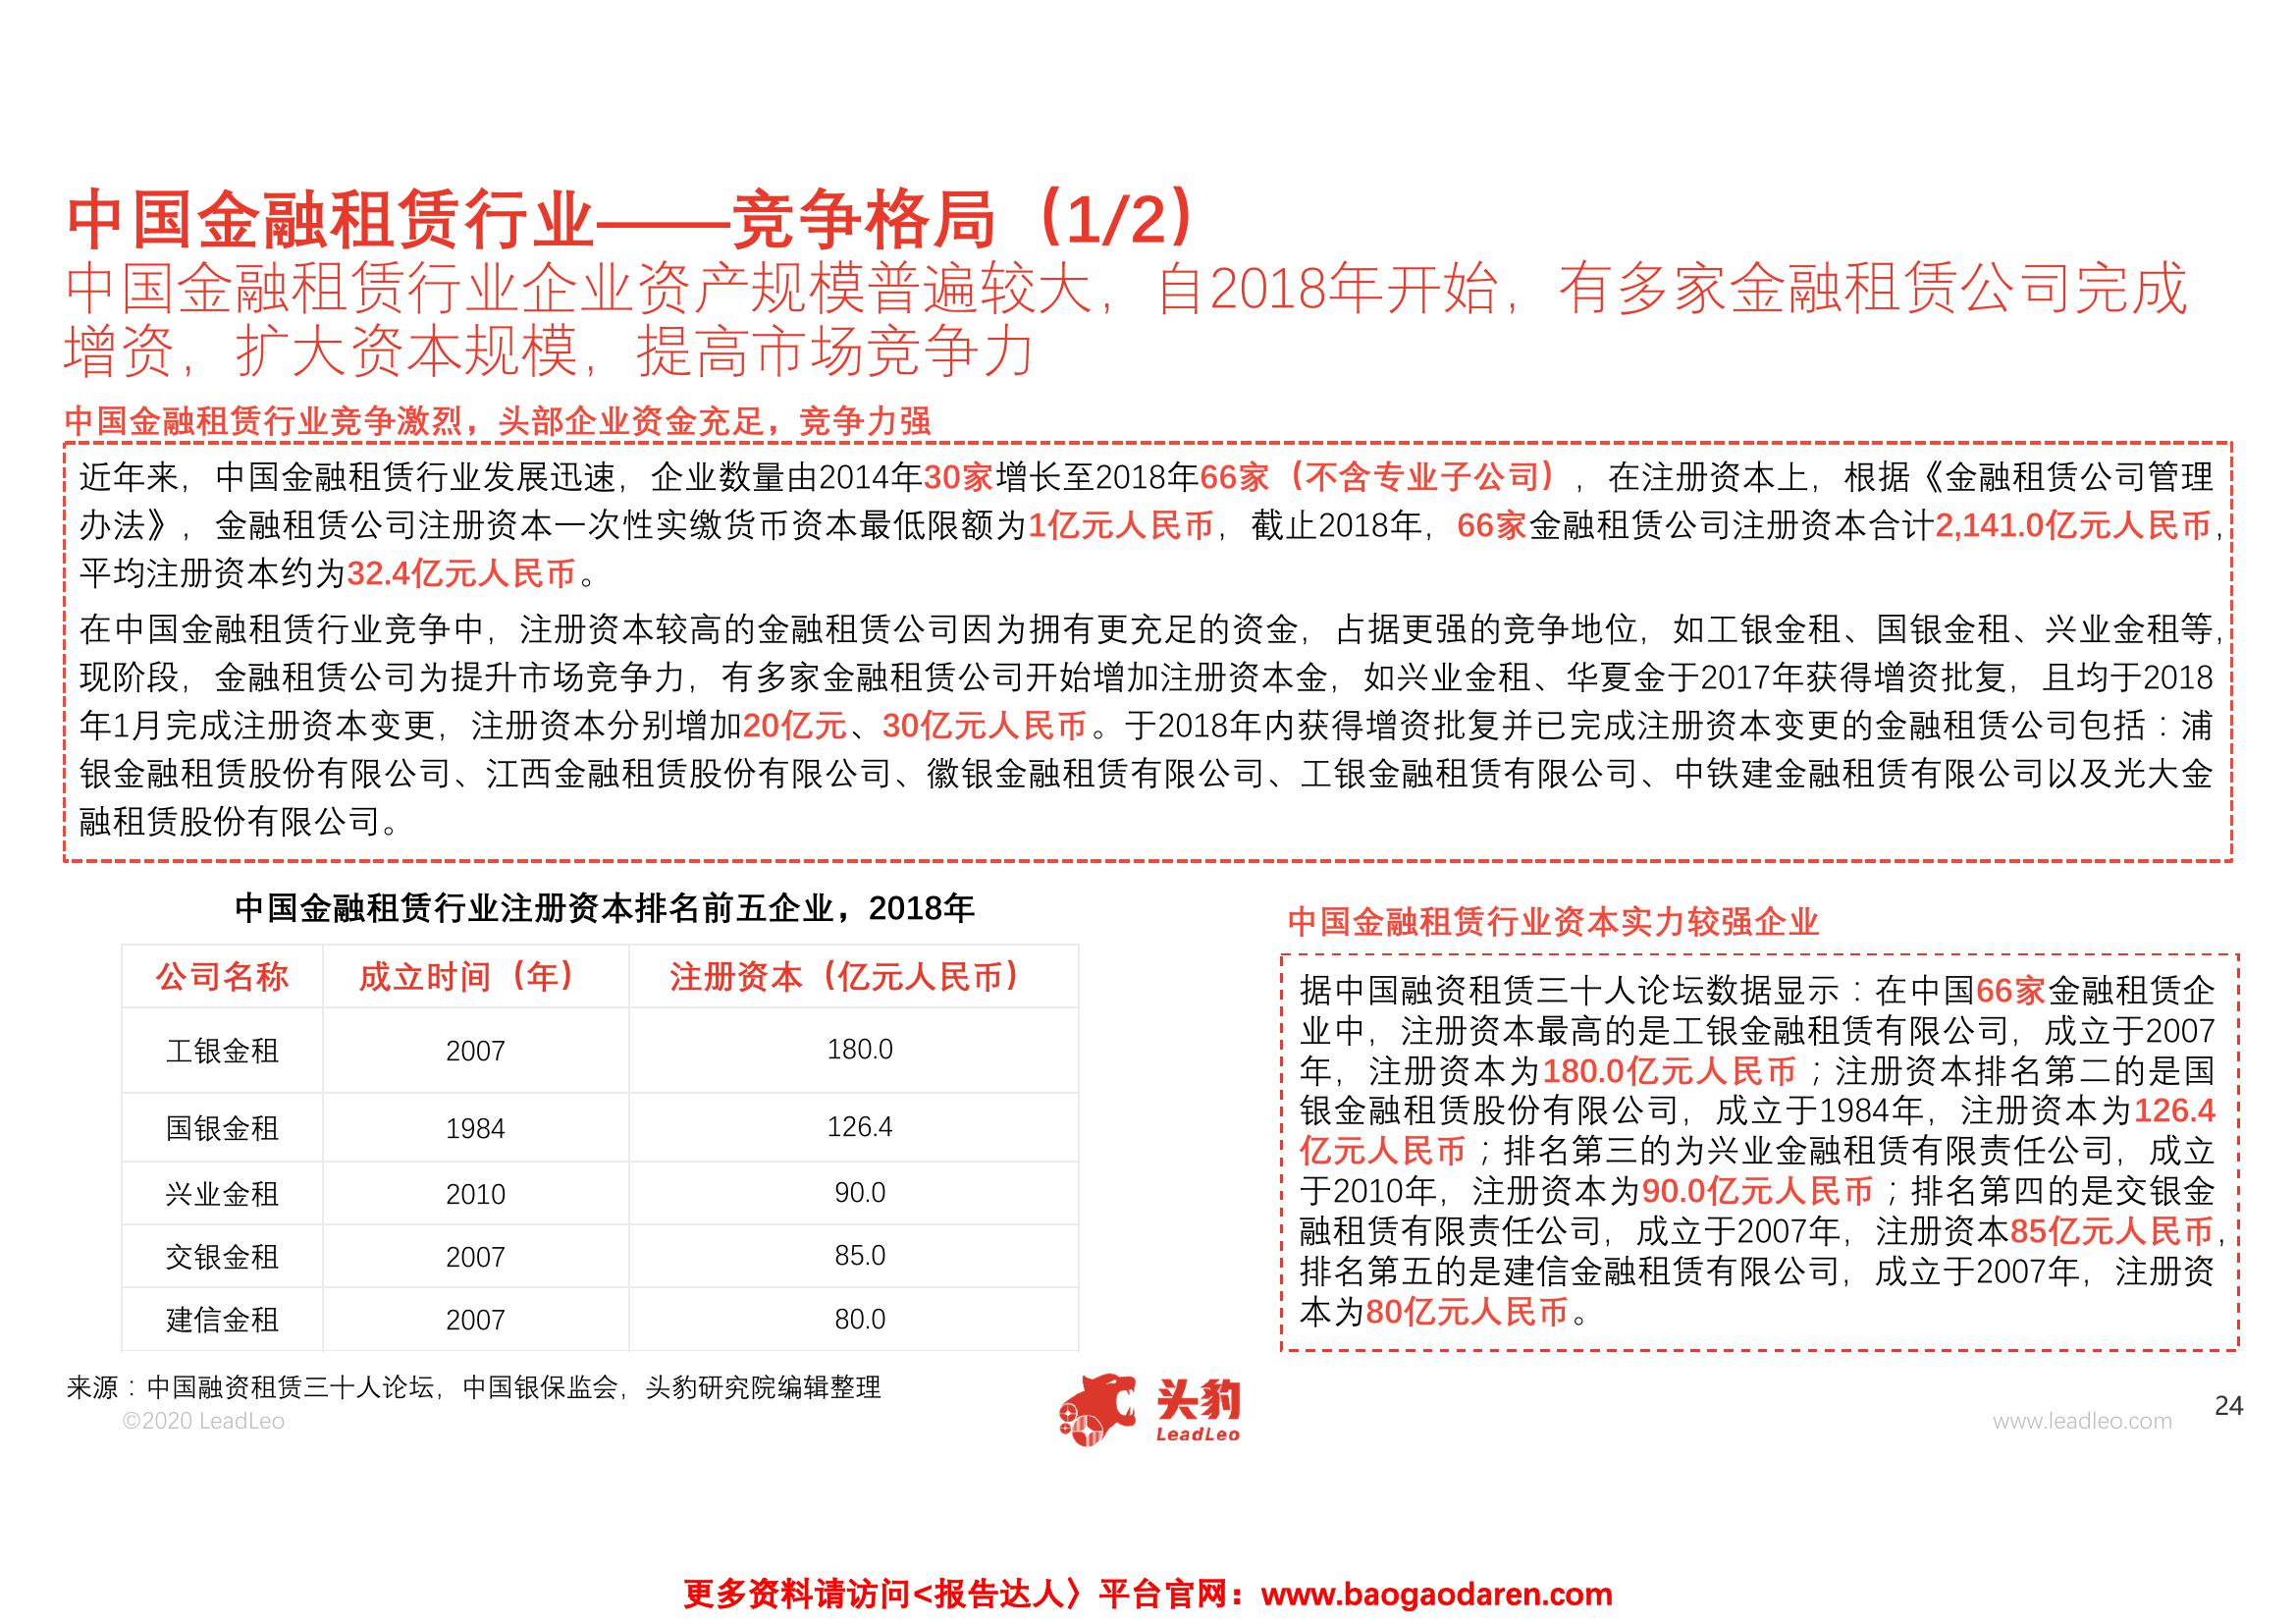 中国金融租赁行业——竞争格局（1/2）
中国金融租赁行业企业资产规模普遍较大，自2018年开始，有多家金融租赁公司完成
增资，扩大资本规模，提高市场竞争力
中国金融租赁行业竞争激烈，头部企业资金充足，竞争力强
近年来，中国金融租赁行业发展迅速，企业数量由2014年30家增长至2018年66家（不含专业子公司），在注册资本上，根据《金融租赁公司管理
办法》，金融租赁公司注册资本一次性实缴货币资本最低限额为1亿元人民币，截止2018年，66家金融租赁公司注册资本合计2,141.0亿元人民币，
平均注册资本约为32.4亿元人民币。
在中国金融租赁行业竞争中，注册资本较高的金融租赁公司因为拥有更充足的资金，占据更强的竞争地位，如工银金租、国银金租、兴业金租等，
现阶段，金融租赁公司为提升市场竞争力，有多家金融租赁公司开始增加注册资本金，如兴业金租、华夏金于2017年获得增资批复，且均于2018
年1月完成注册资本变更，注册资本分别增加20亿元、30亿元人民币。于2018年内获得增资批复并已完成注册资本变更的金融租赁公司包括：浦
银金融租赁股份有限公司、江西金融租赁股份有限公司、徽银金融租赁有限公司、工银金融租赁有限公司、中铁建金融租赁有限公司以及光大金
融租赁股份有限公司。
中国金融租赁行业注册资本排名前五企业，2018年
公司名称 成立时间（年） 注册资本（亿元人民币）
工银金租 2007 180.0
国银金租 1984 126.4
兴业金租 2010 90.0
交银金租 2007 85.0
建信金租 2007 80.0
中国金融租赁行业资本实力较强企业
据中国融资租赁三十人论坛数据显示：在中国66家金融租赁企
业中，注册资本最高的是工银金融租赁有限公司，成立于2007
年，注册资本为180.0亿元人民币；注册资本排名第二的是国
银金融租赁股份有限公司，成立于1984年，注册资本为126.4
亿元人民币；排名第三的为兴业金融租赁有限责任公司，成立
于2010年，注册资本为90.0亿元人民币；排名第四的是交银金
融租赁有限责任公司，成立于2007年，注册资本85亿元人民币，
排名第五的是建信金融租赁有限公司，成立于2007年，注册资
本为80亿元人民币。
来源：中国融资租赁三十人论坛，中国银保监会，头豹研究院编辑整理
©2020 LeadLeo
头豹
LeadLeo
www.leadleo.com
24
更多资料请访问<报告达人〉平台官网：www.baogaodaren.com